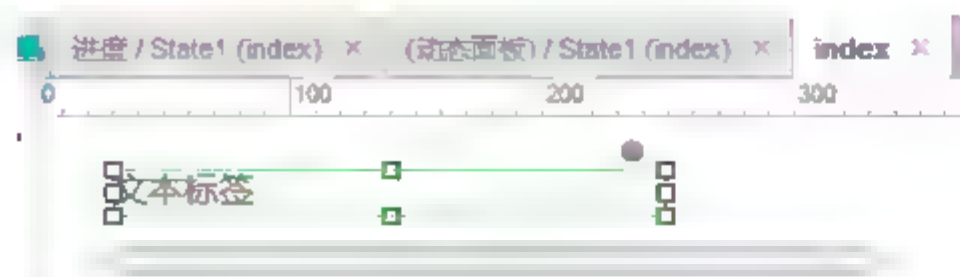 进度 / State1 (index) × (动态面板) / State1 (index) × index ×
0 100 200 300
文本标签